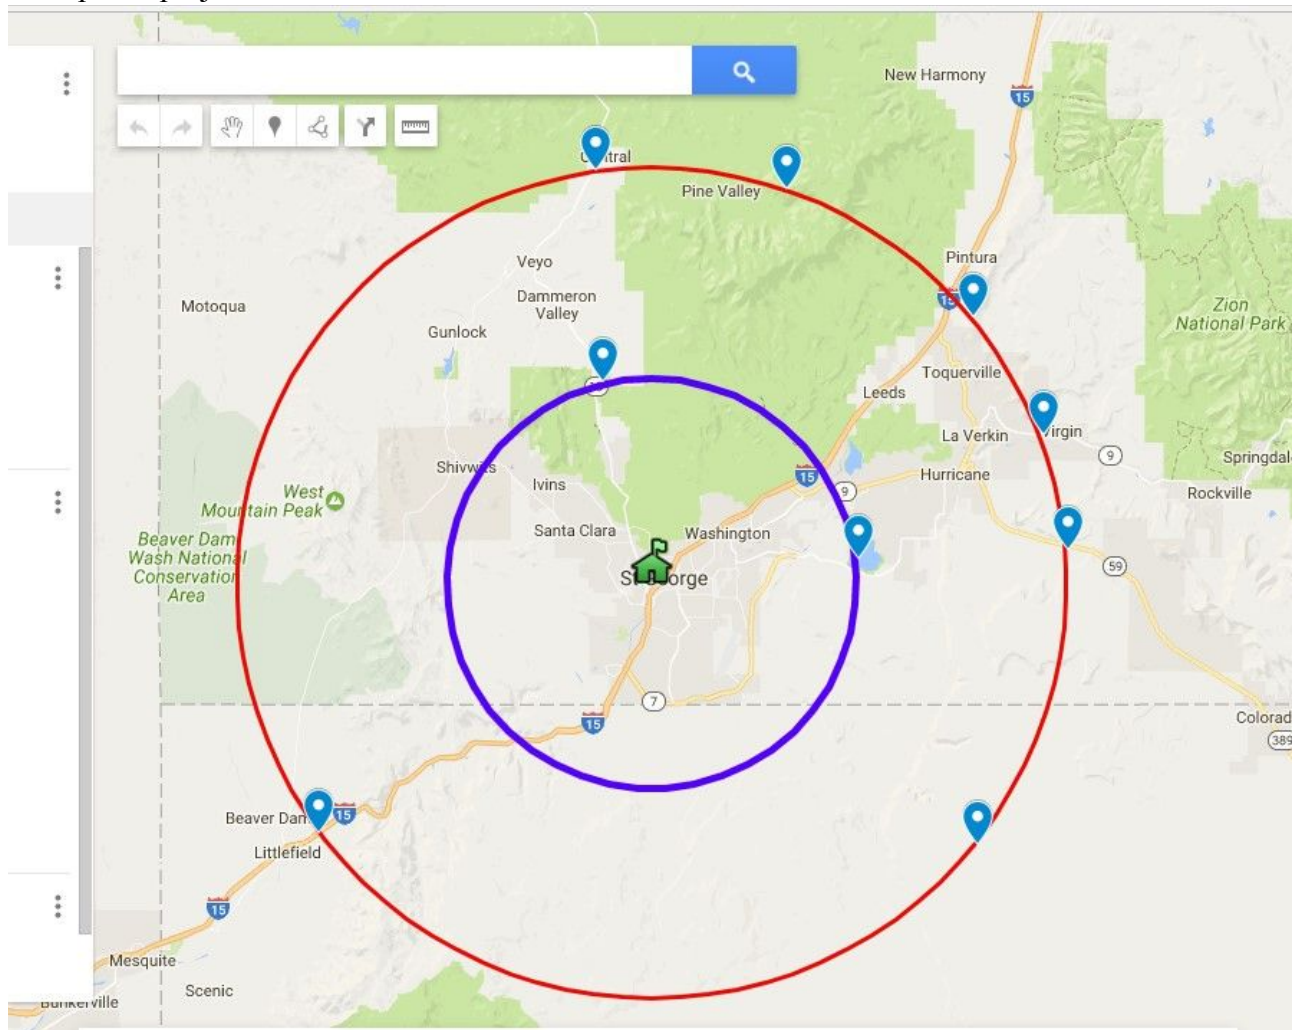 New Harmony
15
Central
Pine Valley
Pintura
Veyo
15
Dammeron
Valley
Motoqua
Zion
National Park
Gunlock
Toquerville
Leeds
Virgin
La Verkin
9
Shivwits
Springdal
Hurricane
15
Ivins
9
Rockville
West
Mountain Peak
Santa Clara
Washington
Beaver Dam
Wash National
Conservation
Area
59
St George
7
Colorad
15
389
Beaver Dam
15
Littlefield
15
Mesquite
Scenic
Bunkerville